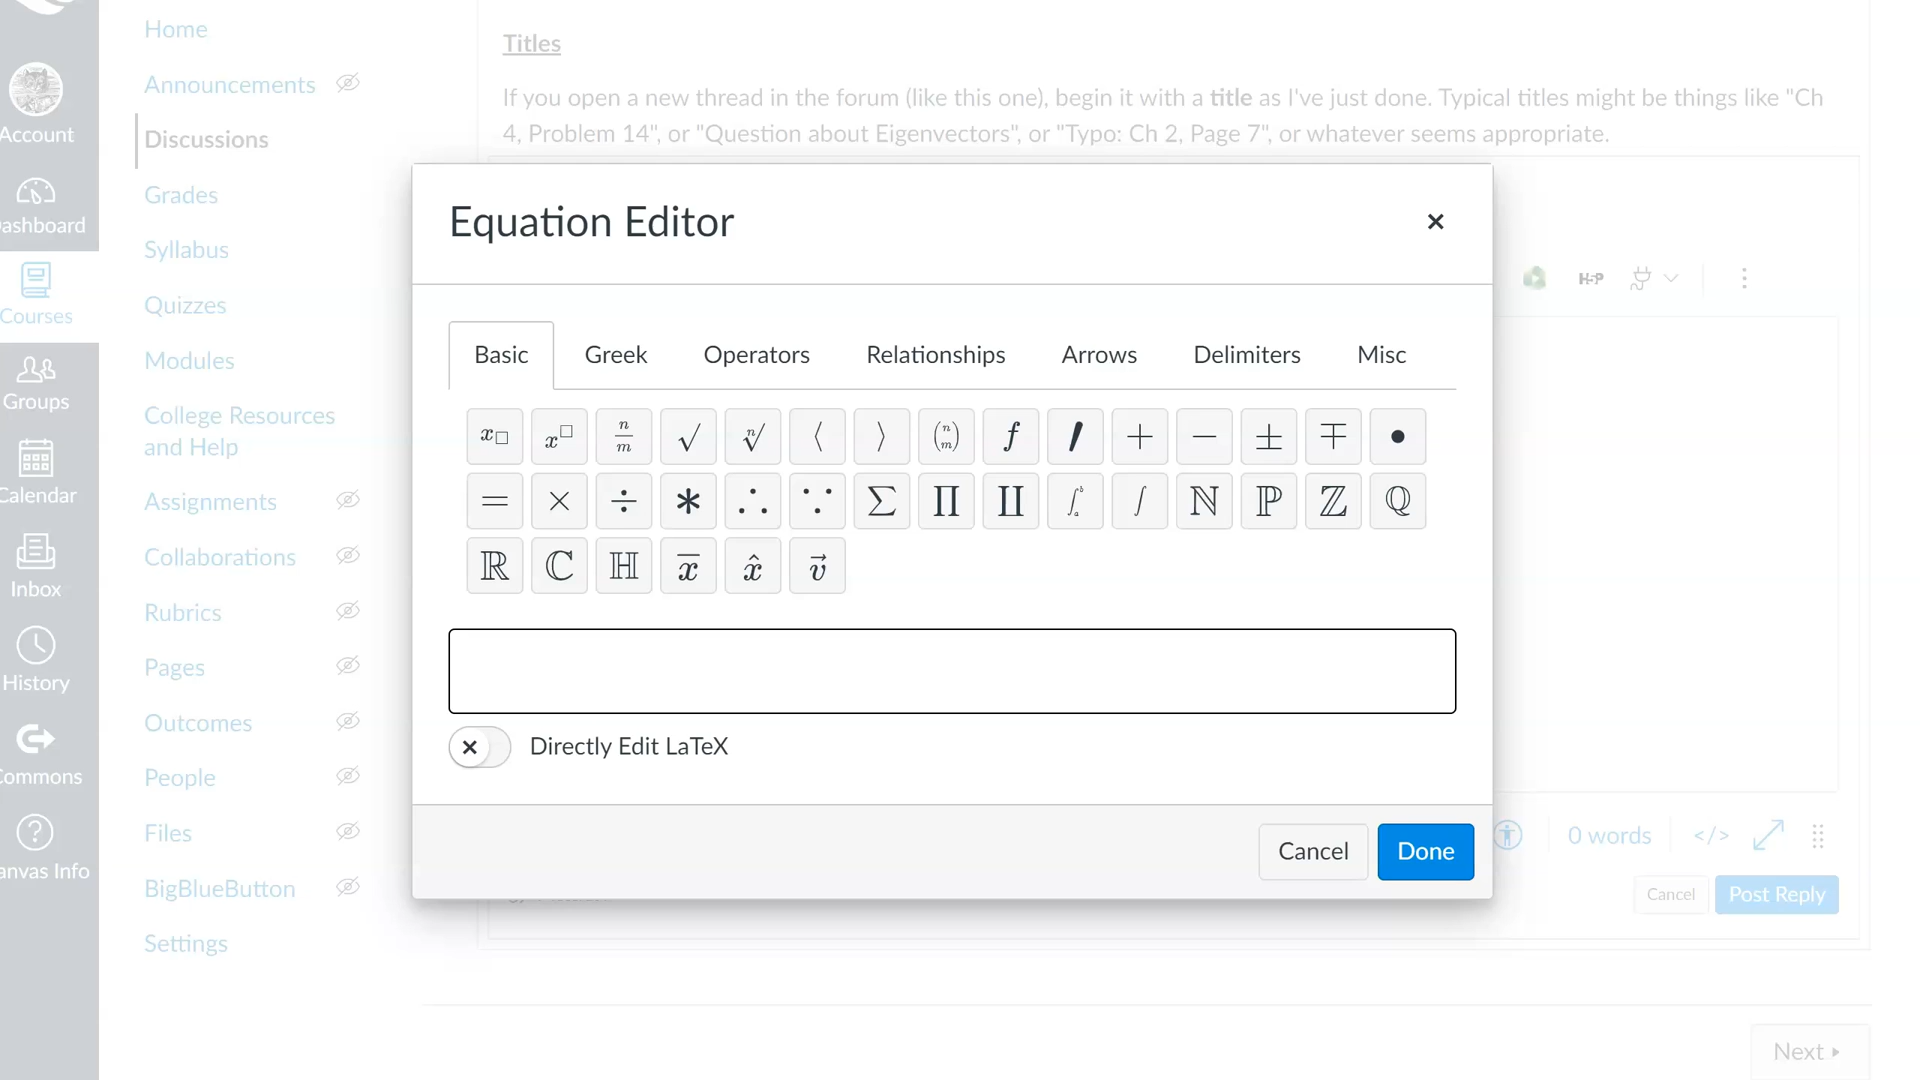 Account
ashboard
Courses
Groups
Calendar
Inbox
History
ommons
anvas Info
Home
Announcements
Discussions
Grades
Syllabus
Quizzes
Modules
College Resources
and Help
Assignments
Collaborations
Rubrics
Pages
Outcomes
People
Files
BigBlueButton
Settings
Titles
If you open a new thread in the forum (like this one), begin it with a title as I've just done. Typical titles might be things like "Ch
4, Problem 14", or "Question about Eigenvectors", or "Typo: Ch 2, Page 7", or whatever seems appropriate.
Equation Editor
Basic Greek Operators Relationships Arrows Delimiters Misc
x□ x□ n/m √ n√ ⟨ ⟩ (n m) f ′ + − ± ∓ •
= × ÷ * ∴ ∵ ∑ ∏ ∐ ∫ab ∫ ℕ ℙ ℤ ℚ
ℝ ℂ ℍ x̅ x̂ v⃗
Directly Edit LaTeX
Cancel Done
H-P
0 words </>
Cancel Post Reply
Next